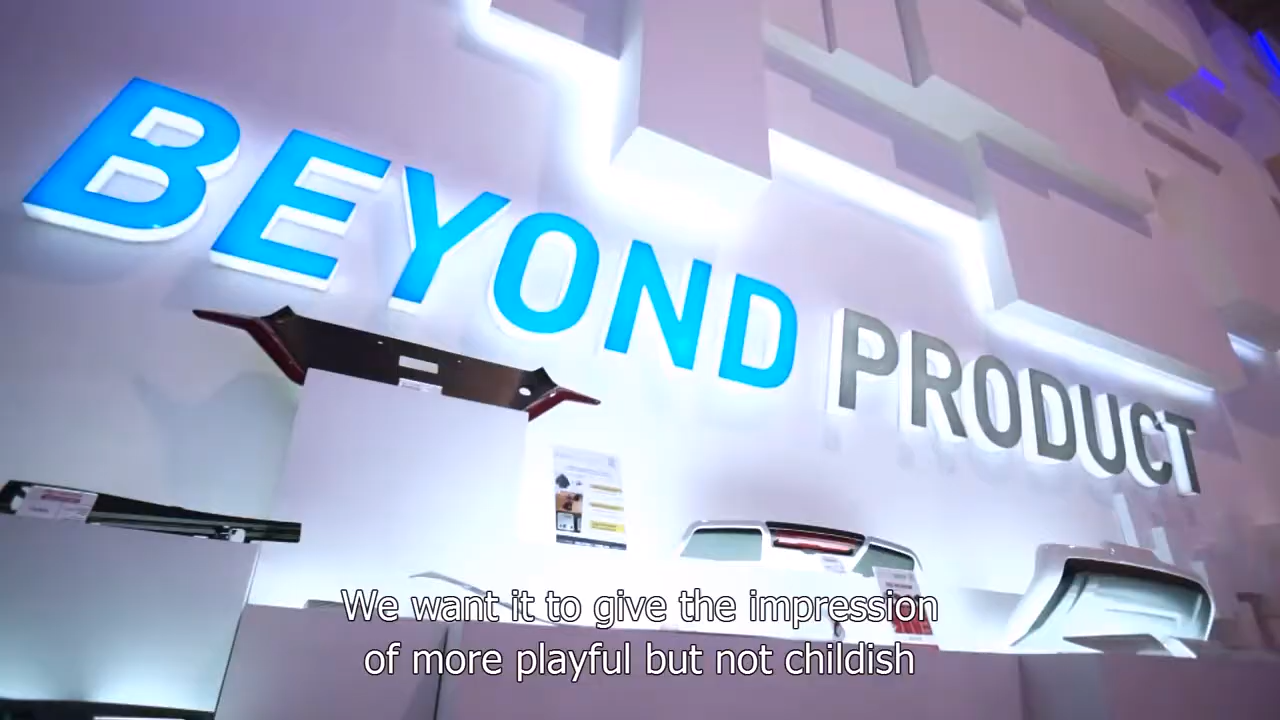 BEYOND PRODUCT
We want it to give the impression
of more playful but not childish